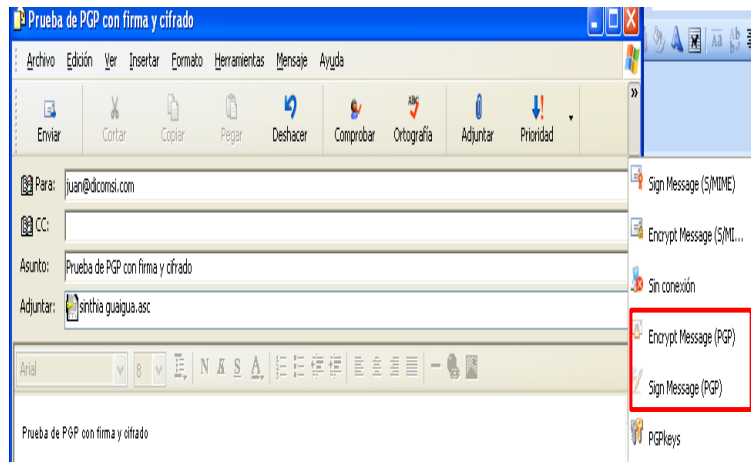 Prueba de PGP con firma y cifrado
Archivo Edición Ver Insertar Formato Herramientas Mensaje Ayuda
Enviar Cortar Copiar Pegar Deshacer Comprobar Ortografía Adjuntar Prioridad
Para: juan@dicomsi.com
CC:
Asunto: Prueba de PGP con firma y cifrado
Adjuntar: sinthia guaigua.asc
Arial 8 N K S A
Prueba de PGP con firma y cifrado
Sign Message (S/MIME)
Encrypt Message (S/MI...
Sin conexión
Encrypt Message (PGP)
Sign Message (PGP)
PGPkeys